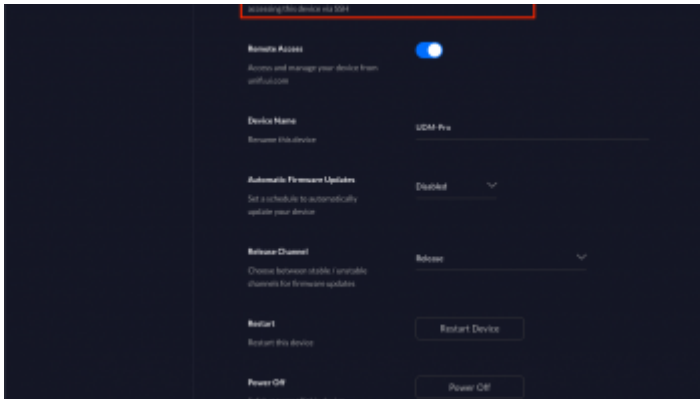 accessing this device via SSH
Remote Access
Access and manage your device from
unifi.ui.com
Device Name
Rename this device
UDM-Pro
Automatic Firmware Updates
Set a schedule to automatically
update your device
Disabled
Release Channel
Choose between stable / unstable
channels for firmware updates
Release
Restart
Restart this device
Restart Device
Power Off
Power Off